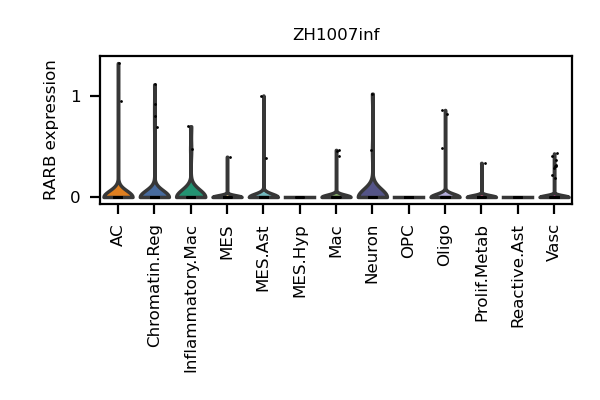 ZH1007inf
RARB expression
1
0
AC
Chromatin.Reg
Inflammatory.Mac
MES
MES.Ast
MES.Hyp
Mac
Neuron
OPC
Oligo
Prolif.Metab
Reactive.Ast
Vasc